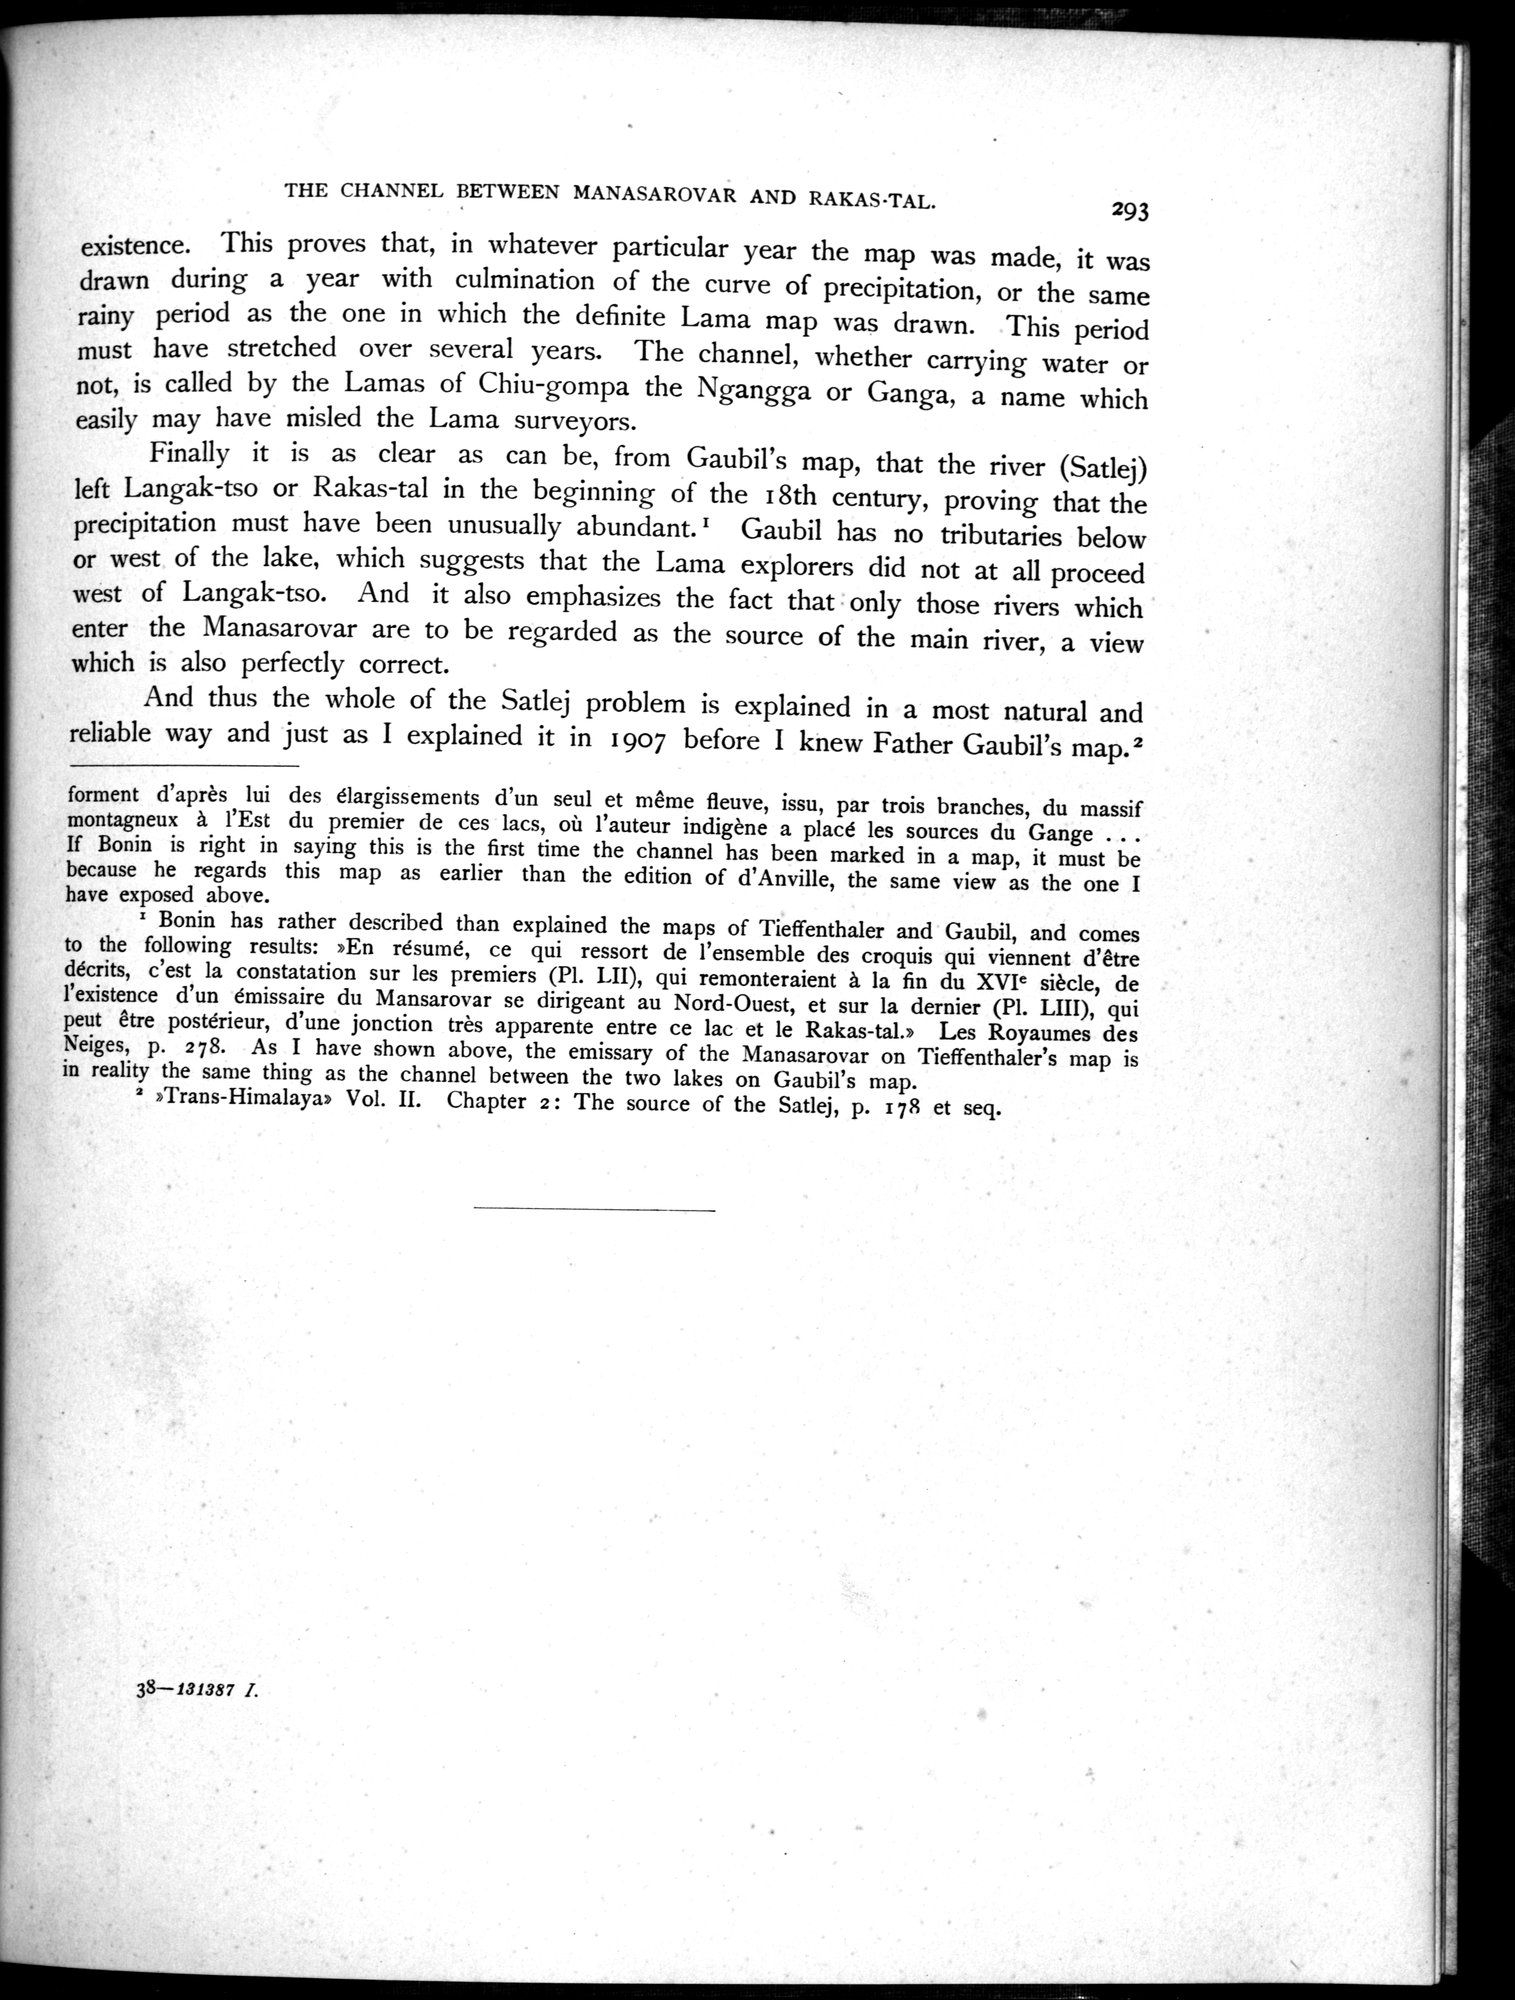 THE CHANNEL BETWEEN MANASAROVAR AND RAKAS-TAL.
293
existence. This proves that, in whatever particular year the map was made, it was
drawn during a year with culmination of the curve of precipitation, or the same
rainy period as the one in which the definite Lama map was drawn. This period
must have stretched over several years. The channel, whether carrying water or
not, is called by the Lamas of Chiu-gompa the Ngangga or Ganga, a name which
easily may have misled the Lama surveyors.
Finally it is as clear as can be, from Gaubil's map, that the river (Satlej)
left Langak-tso or Rakas-tal in the beginning of the 18th century, proving that the
precipitation must have been unusually abundant.¹ Gaubil has no tributaries below
or west of the lake, which suggests that the Lama explorers did not at all proceed
west of Langak-tso. And it also emphasizes the fact that only those rivers which
enter the Manasarovar are to be regarded as the source of the main river, a view
which is also perfectly correct.
And thus the whole of the Satlej problem is explained in a most natural and
reliable way and just as I explained it in 1907 before I knew Father Gaubil's map.²
forment d'après lui des élargissements d'un seul et même fleuve, issu, par trois branches, du massif
montagneux à l'Est du premier de ces lacs, où l'auteur indigène a placé les sources du Gange ...
If Bonin is right in saying this is the first time the channel has been marked in a map, it must be
because he regards this map as earlier than the edition of d'Anville, the same view as the one I
have exposed above.
¹ Bonin has rather described than explained the maps of Tieffenthaler and Gaubil, and comes
to the following results: »En résumé, ce qui ressort de l'ensemble des croquis qui viennent d'être
décrits, c'est la constatation sur les premiers (Pl. LII), qui remonteraient à la fin du XVIᵉ siècle, de
l'existence d'un émissaire du Mansarovar se dirigeant au Nord-Ouest, et sur la dernier (Pl. LIII), qui
peut être postérieur, d'une jonction très apparente entre ce lac et le Rakas-tal.» Les Royaumes des
Neiges, p. 278. As I have shown above, the emissary of the Manasarovar on Tieffenthaler's map is
in reality the same thing as the channel between the two lakes on Gaubil's map.
² »Trans-Himalaya» Vol. II. Chapter 2: The source of the Satlej, p. 178 et seq.
38—131387 I.